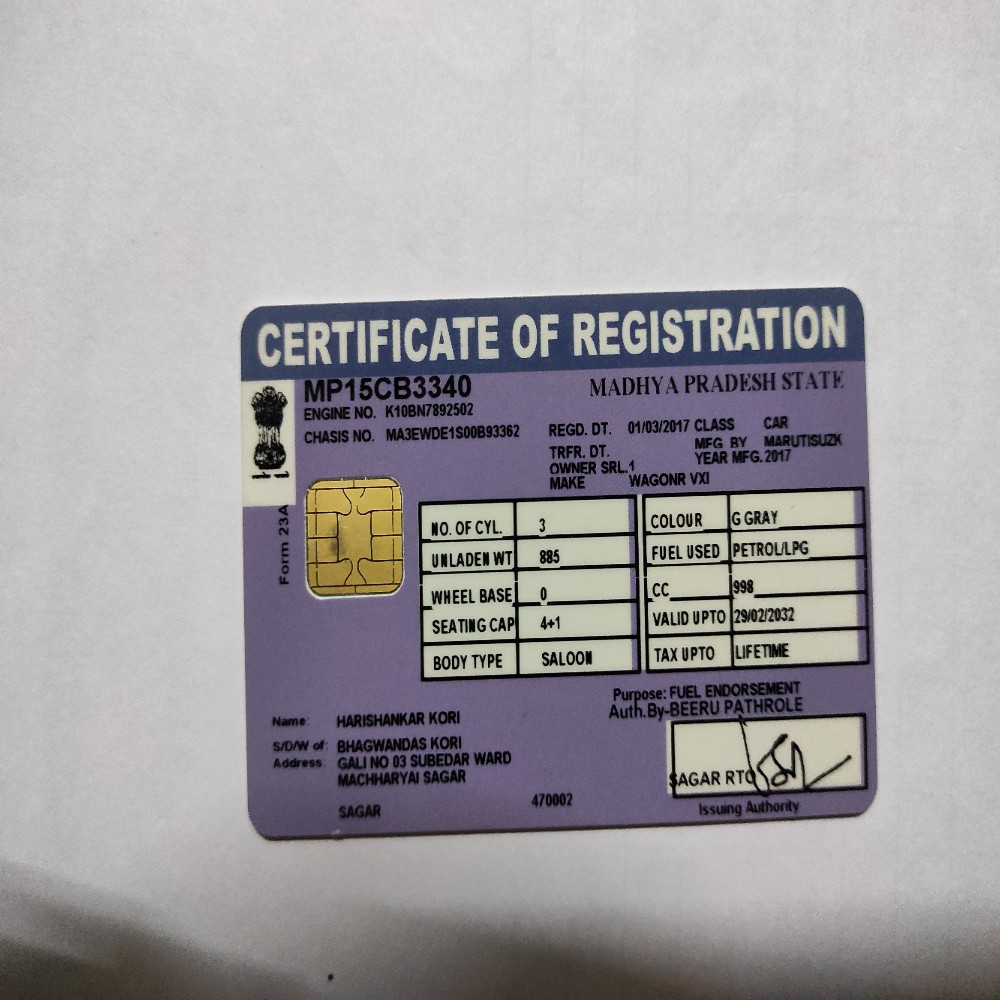 CERTIFICATE OF REGISTRATION
MP15CB3340
MADHYA PRADESH STATE
ENGINE NO. K10BN7892502
CHASIS NO. MA3EWDE1S00B93362
REGD. DT. 01/03/2017 CLASS CAR
MFG BY MARUTISUZK
TRFR. DT.
YEAR MFG. 2017
OWNER SRL.1
MAKE WAGONR VXI
Form 23A
NO. OF CYL. 3
COLOUR G GRAY
UNLADEN WT 885
FUEL USED PETROL/LPG
WHEEL BASE 0
CC 998
SEATING CAP 4+1
VALID UPTO 29/02/2032
BODY TYPE SALOON
TAX UPTO LIFETIME
Purpose: FUEL ENDORSEMENT
Auth.By-BEERU PATHROLE
Name: HARISHANKAR KORI
S/D/W of: BHAGWANDAS KORI
Address: GALI NO 03 SUBEDAR WARD
MACHHARYAI SAGAR
SAGAR 470002
SAGAR RTO
Issuing Authority